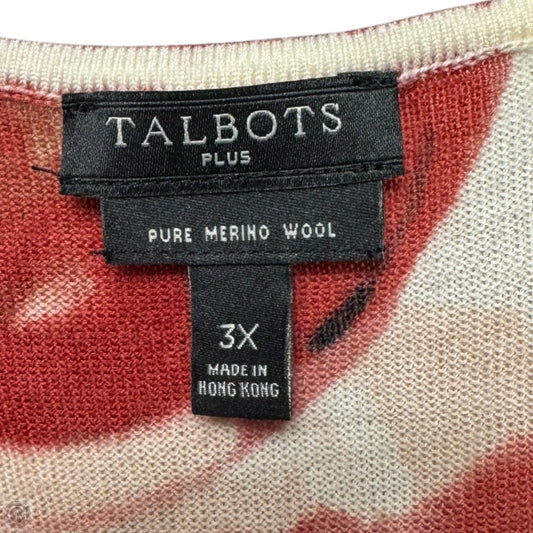 TALBOTS
PLUS
PURE MERINO WOOL
3X
MADE IN
HONG KONG